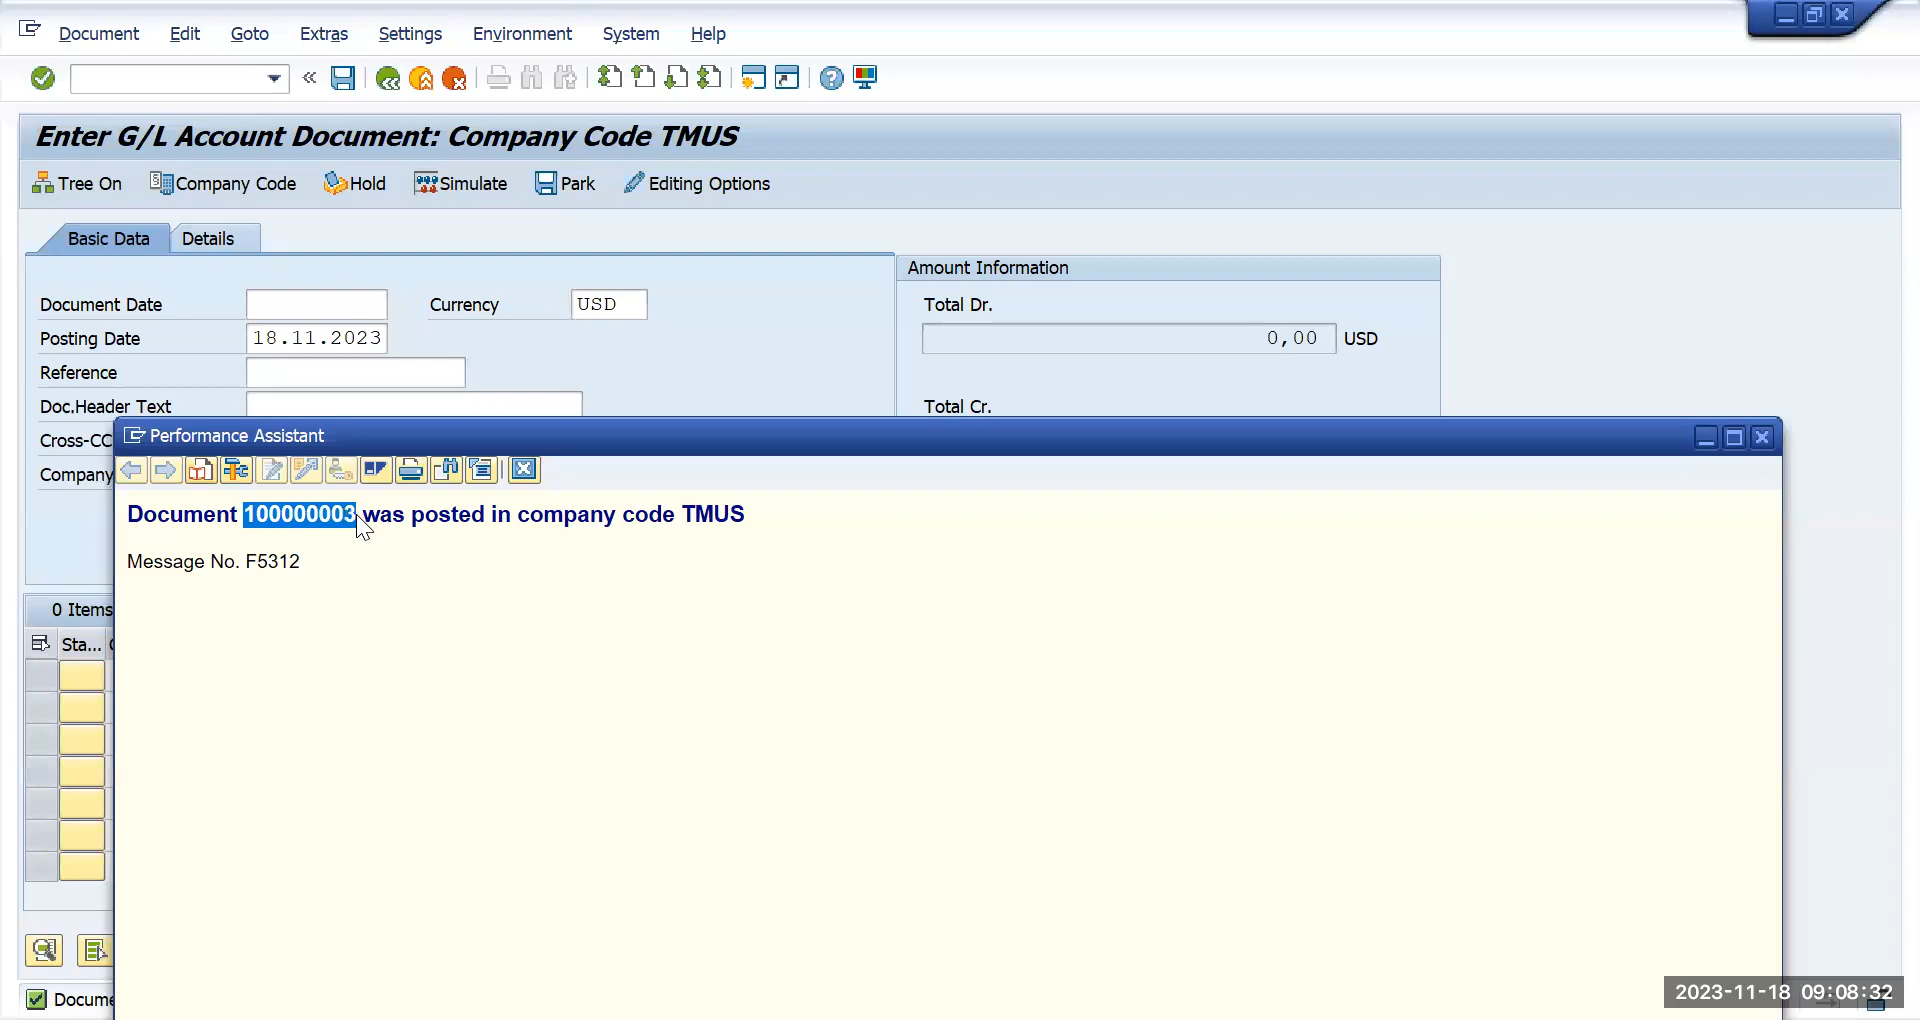 Document Edit Goto Extras Settings Environment System Help
Enter G/L Account Document: Company Code TMUS
Tree On Company Code Hold Simulate Park Editing Options
Basic Data Details
Amount Information
Document Date Currency USD Total Dr.
Posting Date 18.11.2023 0,00 USD
Reference
Doc.Header Text Total Cr.
Cross-CC
Performance Assistant
Company
Document 100000003 was posted in company code TMUS
Message No. F5312
0 Items
Sta...
Docume
2023-11-18 09:08:32